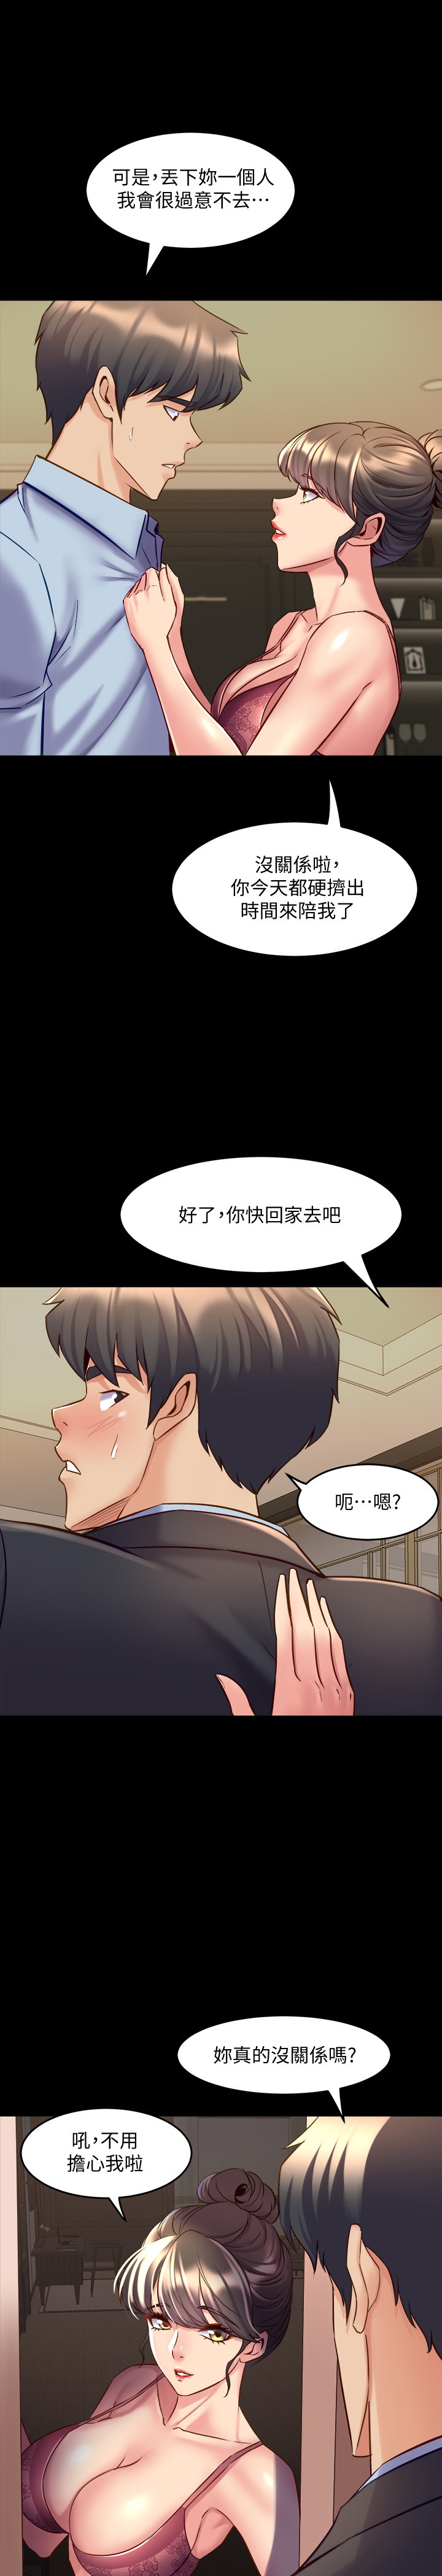 可是，丟下妳一個人
我會很過意不去⋯
沒關係啦，
你今天都硬擠出
時間來陪我了
好了，你快回家去吧
呃⋯嗯?
妳真的沒關係嗎?
吼，不用
擔心我啦